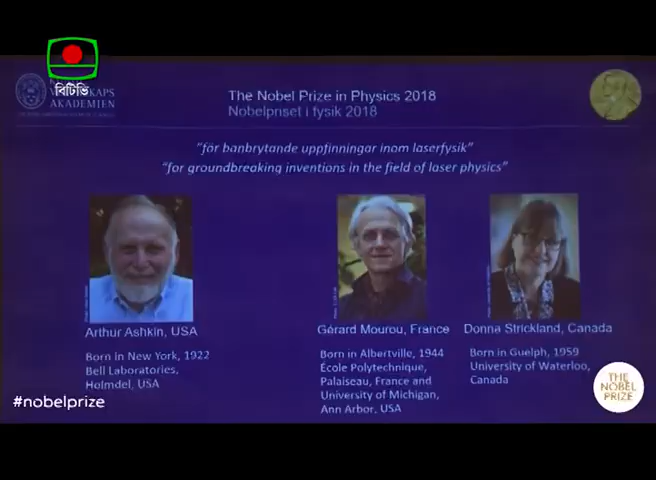 বিটিভি
KAPS
AKADEMIEN
The Nobel Prize in Physics 2018
Nobelpriset i fysik 2018
"för banbrytande uppfinningar inom laserfysik"
"for groundbreaking inventions in the field of laser physics"
Arthur Ashkin, USA
Born in New York, 1922
Bell Laboratories,
Holmdel, USA
Gérard Mourou, France
Born in Albertville, 1944
École Polytechnique,
Palaiseau, France and
University of Michigan,
Ann Arbor, USA
Donna Strickland, Canada
Born in Guelph, 1959
University of Waterloo,
Canada
#nobelprize
THE
NOBEL
PRIZE